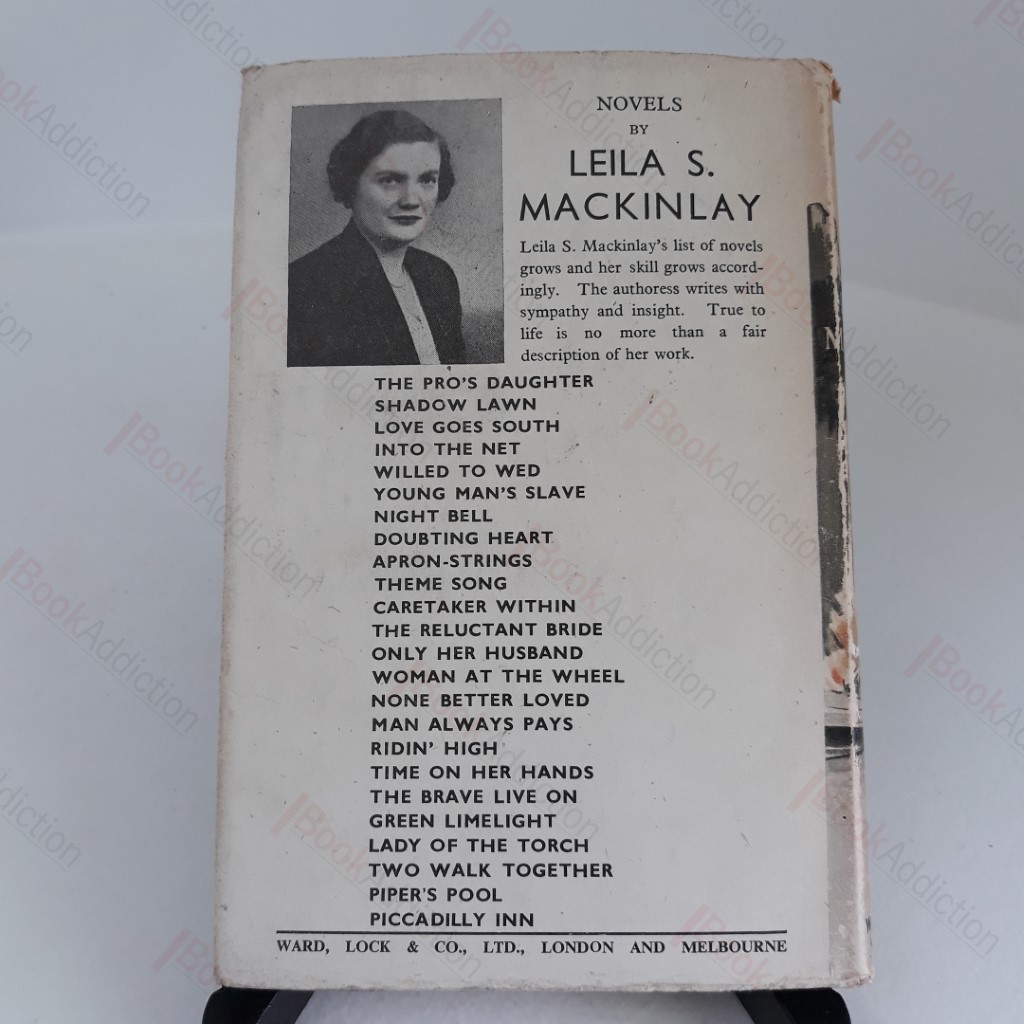 NOVELS
BY
LEILA S.
MACKINLAY
Leila S. Mackinlay's list of novels
grows and her skill grows accord-
ingly. The authoress writes with
sympathy and insight. True to
life is no more than a fair
description of her work.
THE PRO'S DAUGHTER
SHADOW LAWN
LOVE GOES SOUTH
INTO THE NET
WILLED TO WED
YOUNG MAN'S SLAVE
NIGHT BELL
DOUBTING HEART
APRON-STRINGS
THEME SONG
CARETAKER WITHIN
THE RELUCTANT BRIDE
ONLY HER HUSBAND
WOMAN AT THE WHEEL
NONE BETTER LOVED
MAN ALWAYS PAYS
RIDIN' HIGH
TIME ON HER HANDS
THE BRAVE LIVE ON
GREEN LIMELIGHT
LADY OF THE TORCH
TWO WALK TOGETHER
PIPER'S POOL
PICCADILLY INN
WARD, LOCK & CO., LTD., LONDON AND MELBOURNE
BookAddiction